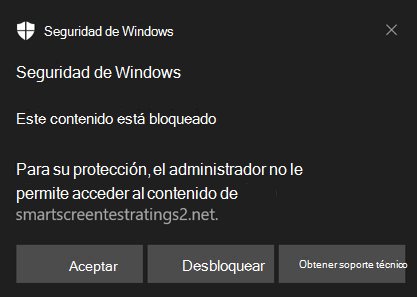 Seguridad de Windows
Seguridad de Windows
Este contenido está bloqueado
Para su protección, el administrador no le
permite acceder al contenido de
smartscreentestratings2.net.
Aceptar
Desbloquear
Obtener soporte técnico